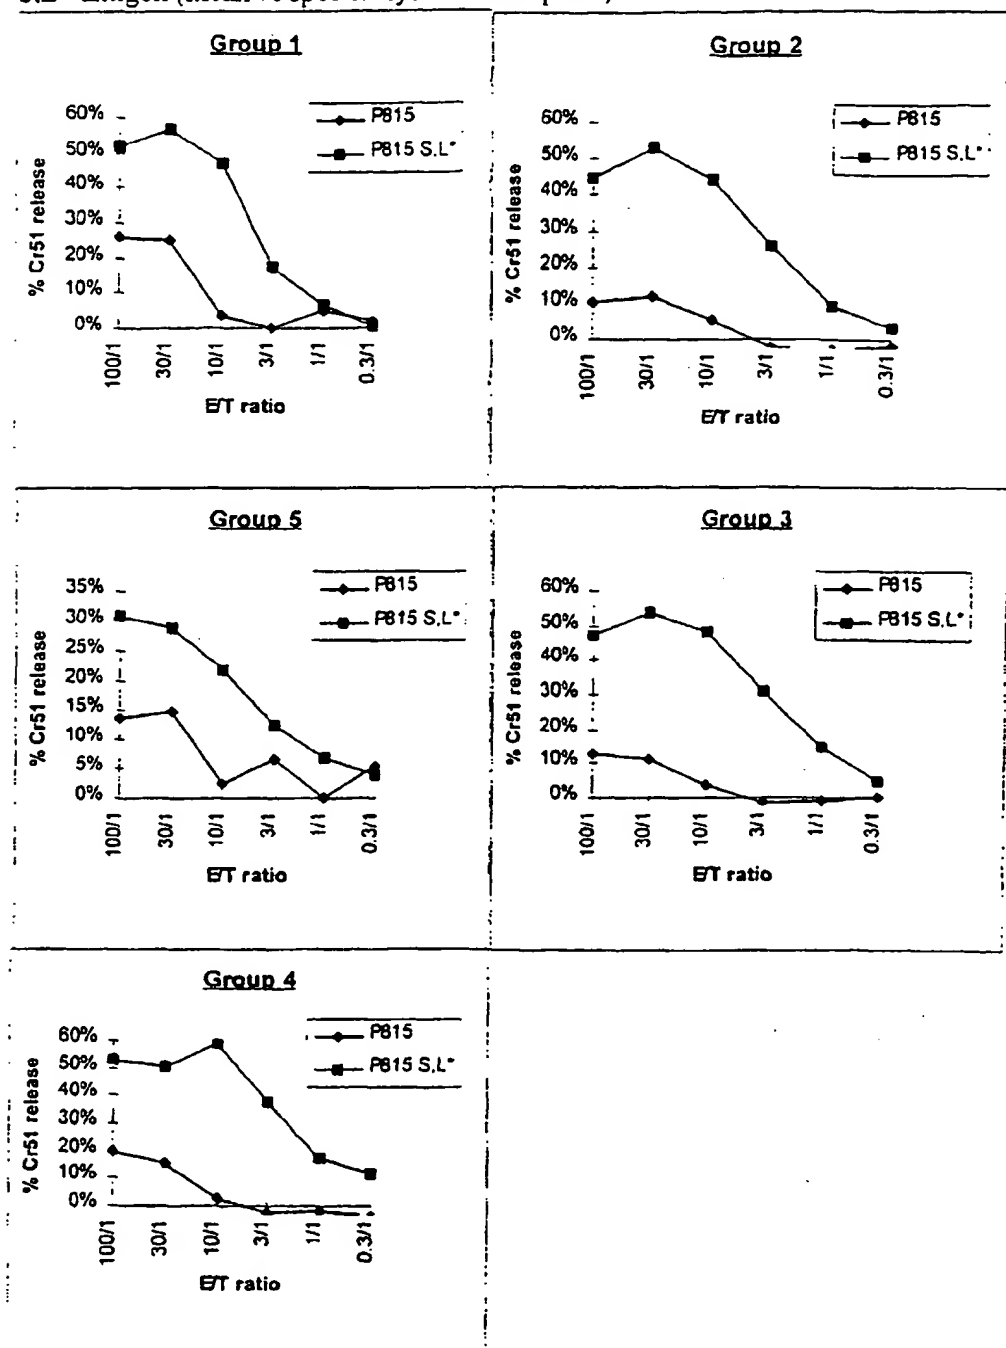 Group 1
60%
50%
40%
30%
20%
10%
0%
% Cr51 release
P815
P815 S,L*
100/1
30/1
10/1
3/1
1/1
0.3/1
E/T ratio
Group 2
60%
50%
40%
30%
20%
10%
0%
% Cr51 release
P815
P815 S,L*
100/1
30/1
10/1
3/1
1/1
0.3/1
E/T ratio
Group 5
35%
30%
25%
20%
15%
10%
5%
0%
% Cr51 release
P815
P815 S,L*
100/1
30/1
10/1
3/1
1/1
0.3/1
E/T ratio
Group 3
60%
50%
40%
30%
20%
10%
0%
% Cr51 release
P815
P815 S,L*
100/1
30/1
10/1
3/1
1/1
0.3/1
E/T ratio
Group 4
60%
50%
40%
30%
20%
10%
0%
% Cr51 release
P815
P815 S,L*
100/1
30/1
10/1
3/1
1/1
0.3/1
E/T ratio